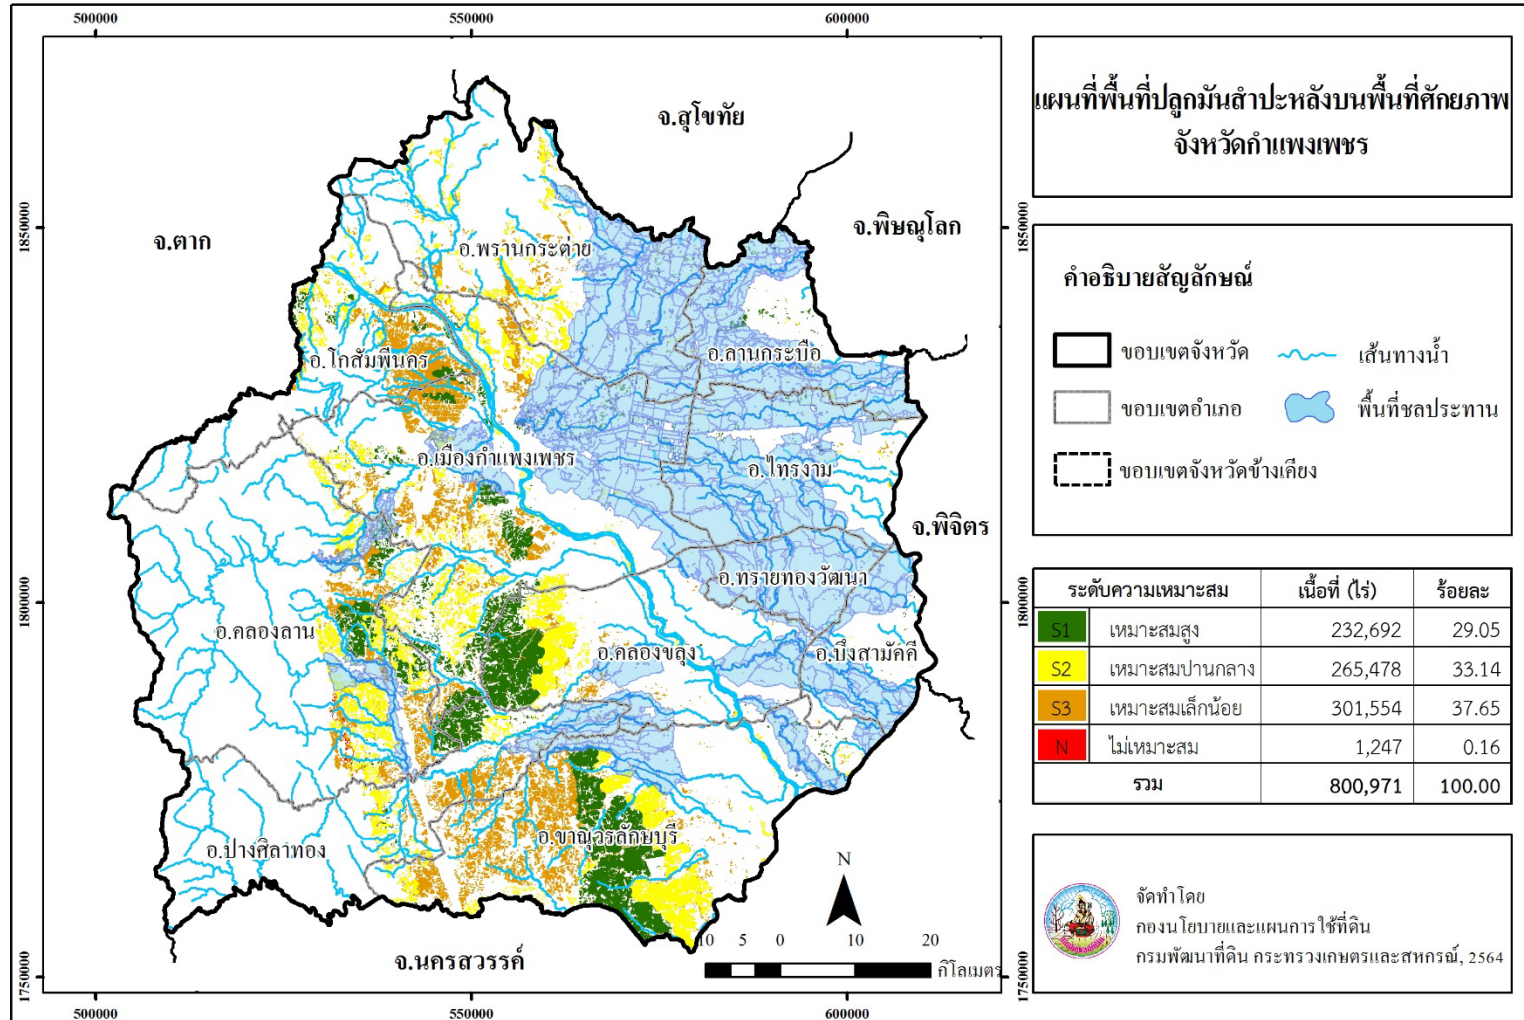 500000
550000
600000
แผนที่พื้นที่ปลูกมันสำปะหลังบนพื้นที่ศักยภาพ
จังหวัดกำแพงเพชร
จ.สุโขทัย
จ.ตาก
จ.พิษณุโลก
1850000
1850000
อ.พรานกระต่าย
คำอธิบายสัญลักษณ์
ขอบเขตจังหวัด
เส้นทางน้ำ
ขอบเขตอำเภอ
พื้นที่ชลประทาน
ขอบเขตจังหวัดข้างเคียง
อ.ลานกระบือ
อ.โกสัมพีนคร
อ.เมืองกำแพงเพชร
อ.ไทรงาม
จ.พิจิตร
อ.ทรายทองวัฒนา
1800000
1800000
อ.คลองลาน
อ.คลองขลุง
อ.บึงสามัคคี
ระดับความเหมาะสม เนื้อที่ (ไร่) ร้อยละ
S1 เหมาะสมสูง 232,692 29.05
S2 เหมาะสมปานกลาง 265,478 33.14
S3 เหมาะสมเล็กน้อย 301,554 37.65
N ไม่เหมาะสม 1,247 0.16
รวม 800,971 100.00
อ.ขาณุวรลักษบุรี
อ.ปางศิลาทอง
N
10 5 0 10 20
กิโลเมตร
จ.นครสวรรค์
1750000
1750000
จัดทำโดย
กองนโยบายและแผนการใช้ที่ดิน
กรมพัฒนาที่ดิน กระทรวงเกษตรและสหกรณ์, 2564
500000
550000
600000